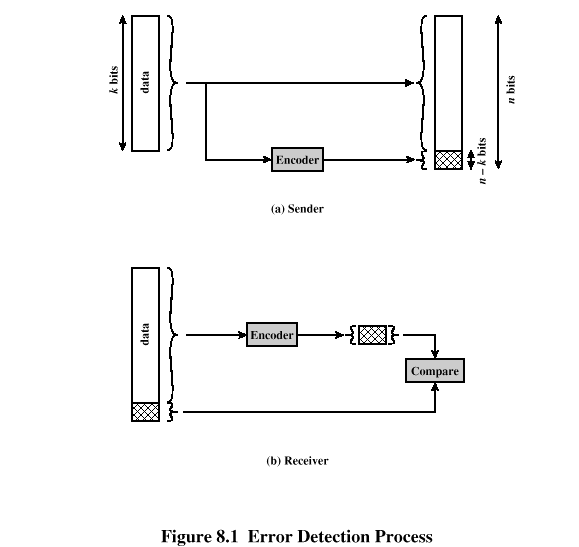 k bits
data
n bits
Encoder
n – k bits
(a) Sender
data
Encoder
Compare
(b) Receiver
Figure 8.1 Error Detection Process